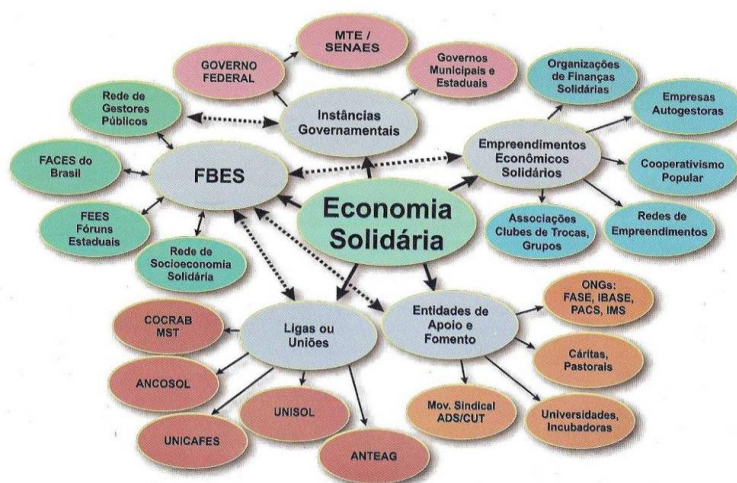 MTE /
SENAES
GOVERNO
FEDERAL
Governos
Municipais e
Estaduais
Organizações
de Finanças
Solidárias
Rede de
Gestores
Públicos
Instâncias
Governamentais
Empresas
Autogestoras
Empreendimentos
Econômicos
Solidários
FACES do
Brasil
FBES
Cooperativismo
Popular
Economia
Solidária
FEES
Fóruns
Estaduais
Rede de
Socioeconomia
Solidária
Associações
Clubes de Trocas,
Grupos
Redes de
Empreendimentos
COCRAB
MST
Ligas ou
Uniões
Entidades de
Apoio e
Fomento
ONGs:
FASE, IBASE,
PACS, IMS
ANCOSOL
Cáritas,
Pastorais
UNICAFES
UNISOL
ANTEAG
Mov. Sindical
ADS/CUT
Universidades,
Incubadoras